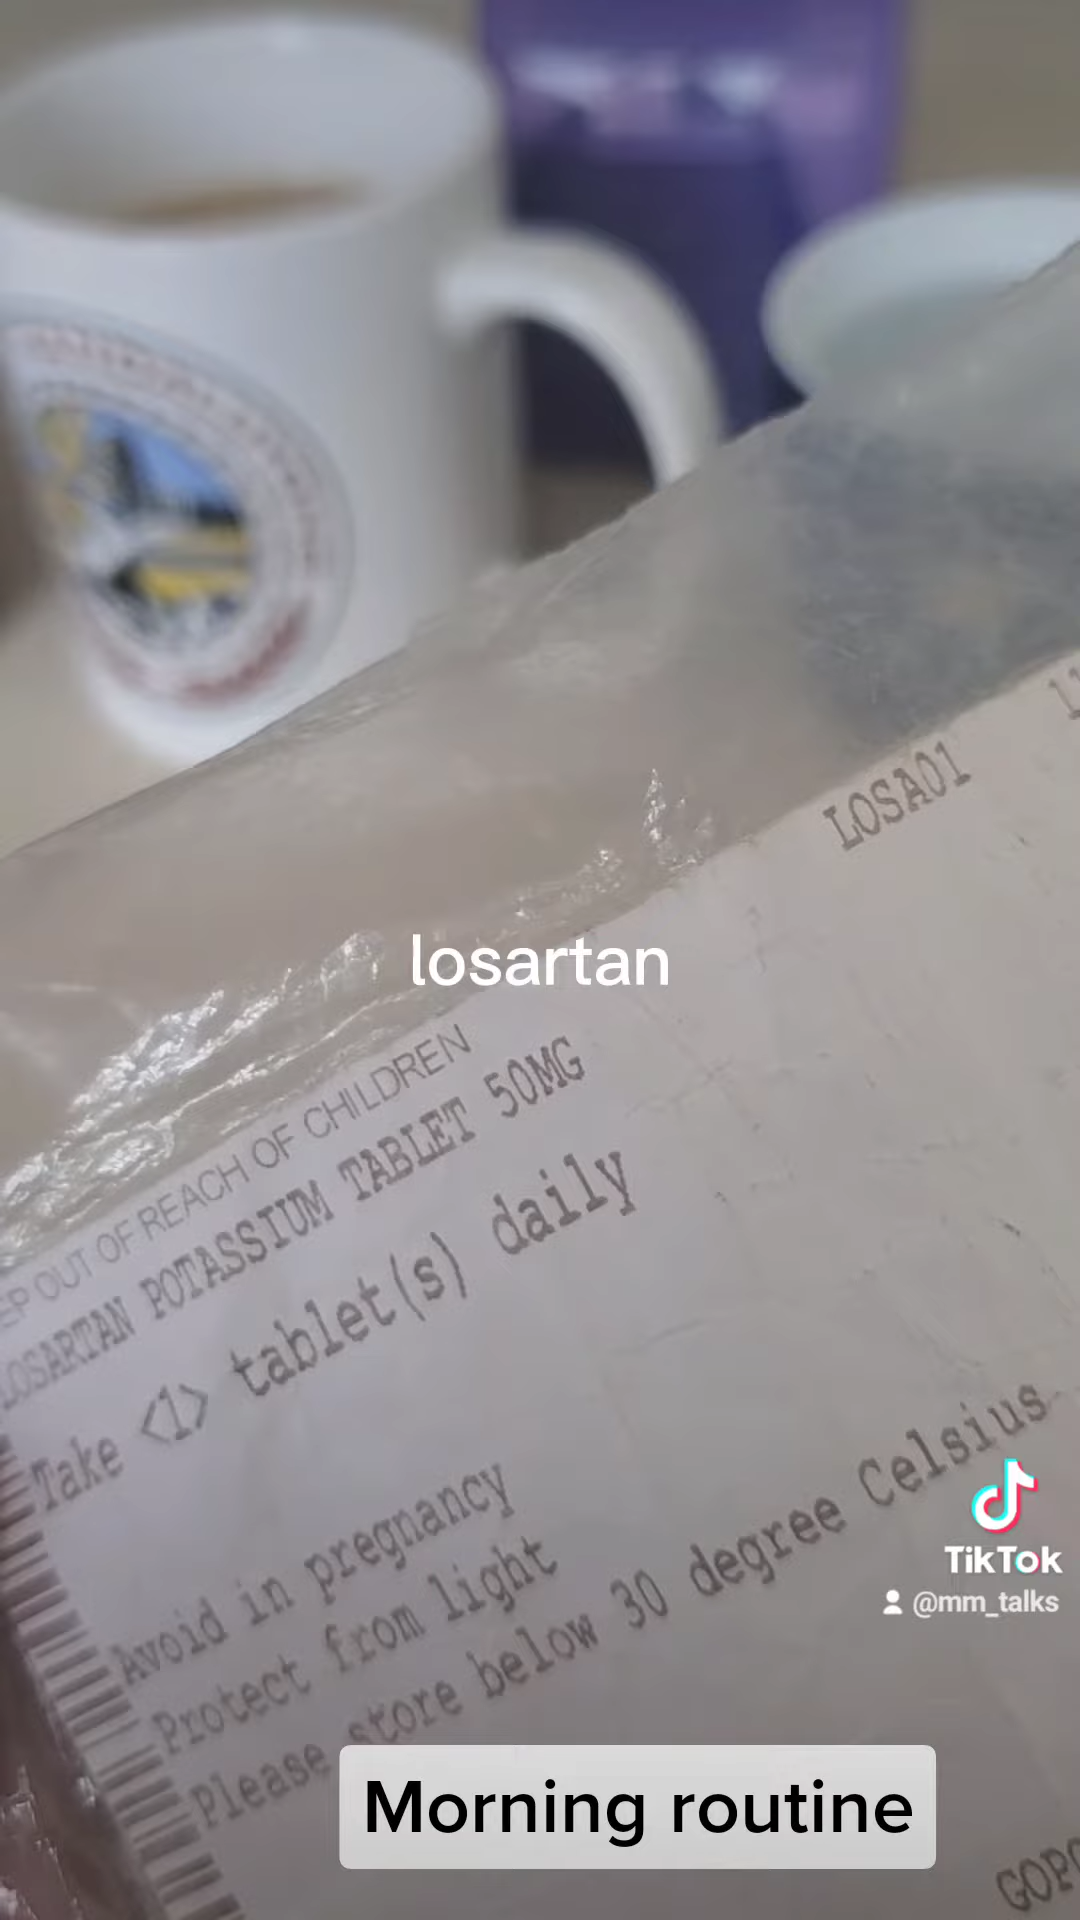 LOSA01
losartan
EP OUT OF REACH OF CHILDREN
LOSARTAN POTASSIUM TABLET 50MG
Take <1> tablet(s) daily
Avoid in pregnancy
Protect from light
Please store below 30 degree Celsius
TikTok
@mm_talks
Morning routine